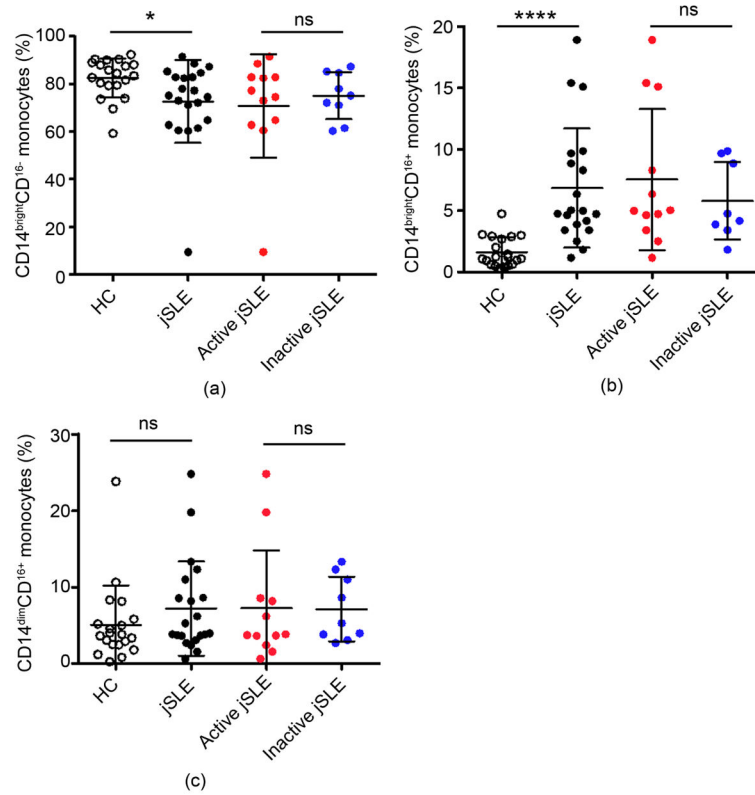 *
ns
CD14brightCD16- monocytes (%)
100
80
60
40
20
0
HC
jSLE
Active jSLE
Inactive jSLE
(a)
****
ns
CD14brightCD16+ monocytes (%)
20
15
10
5
0
HC
jSLE
Active jSLE
Inactive jSLE
(b)
ns
ns
CD14dimCD16+ monocytes (%)
30
20
10
0
HC
jSLE
Active jSLE
Inactive jSLE
(c)